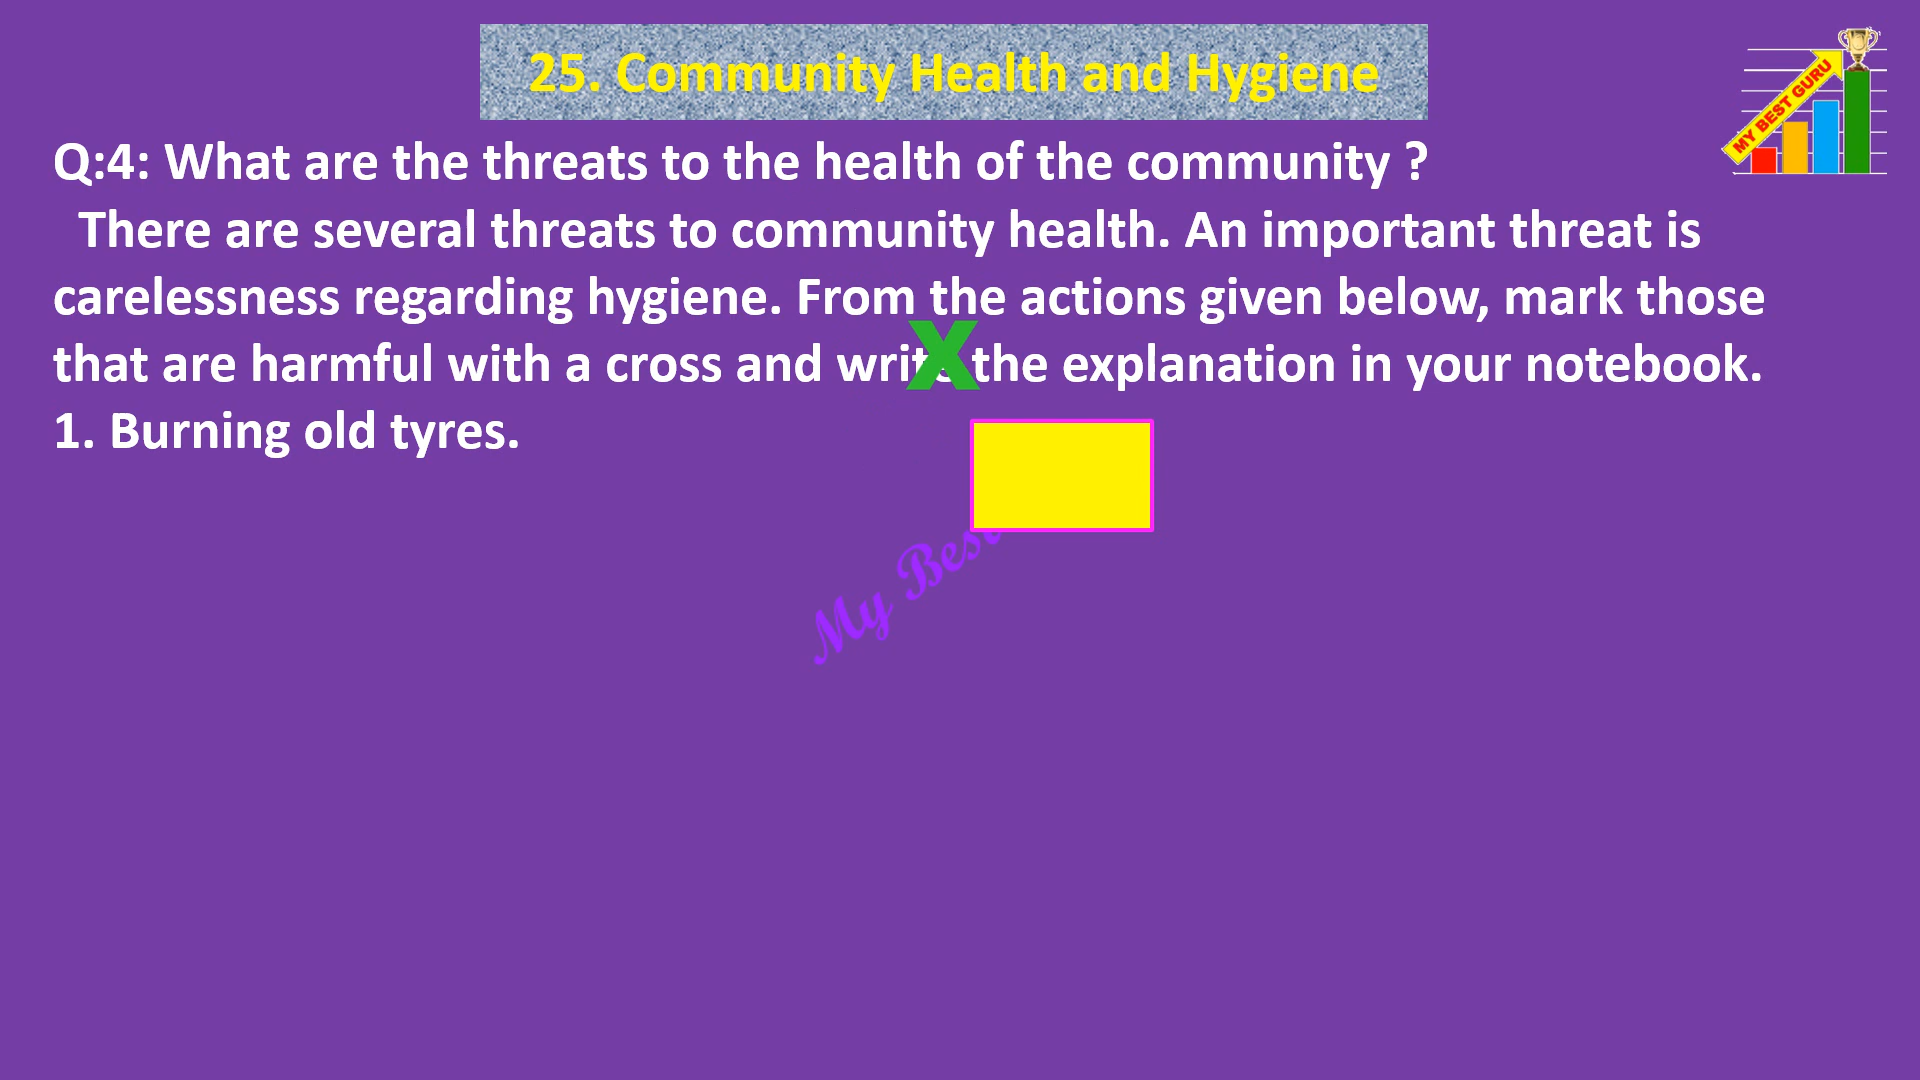 25. Community Health and Hygiene
MY BEST GURU
Q:4: What are the threats to the health of the community ?
There are several threats to community health. An important threat is
carelessness regarding hygiene. From the actions given below, mark those
that are harmful with a cross and write the explanation in your notebook.
X
1. Burning old tyres.
My Best